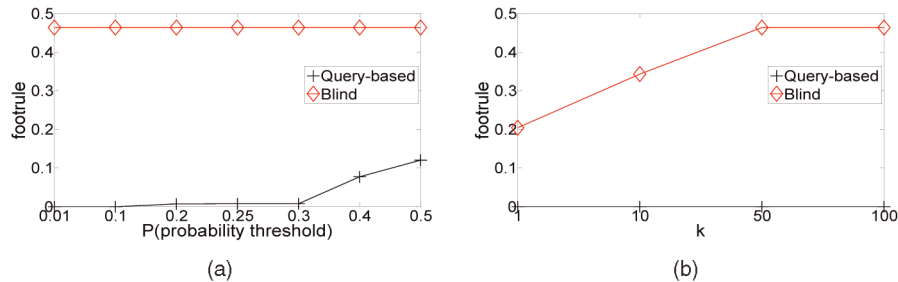 0.5
0.4
0.3
0.2
0.1
0
footrule
Query-based
Blind
0.01 0.1 0.2 0.25 0.3 0.4 0.5
P(probability threshold)
(a)
0.5
0.4
0.3
0.2
0.1
0
footrule
Query-based
Blind
1 10 50 100
k
(b)